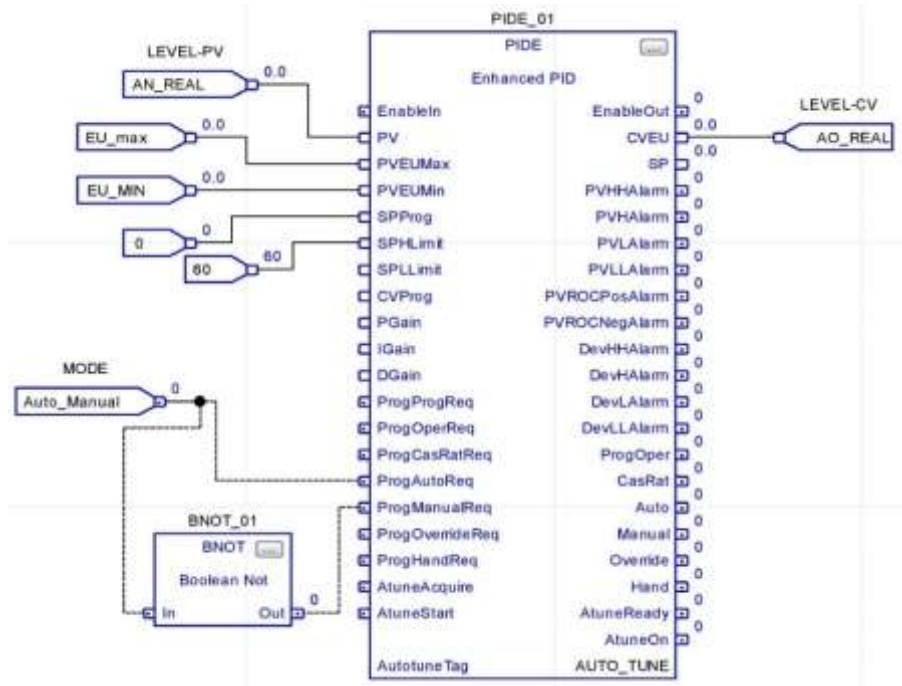 PIDE_01
PIDE
...
Enhanced PID
LEVEL-PV
AN_REAL
0.0
EU_max
0.0
EU_MIN
0.0
0
0
60
60
MODE
Auto_Manual
0
BNOT_01
BNOT
...
Boolean Not
In
Out
0
EnableIn
PV
PVEUMax
PVEUMin
SPProg
SPHLimit
SPLLimit
CVProg
PGain
IGain
DGain
ProgProgReq
ProgOperReq
ProgCasRatReq
ProgAutoReq
ProgManualReq
ProgOverrideReq
ProgHandReq
AtuneAcquire
AtuneStart
AutotuneTag
EnableOut 0
CVEU 0.0
SP 0.0
PVHHAlarm 0
PVHAlarm 0
PVLAlarm 0
PVLLAlarm 0
PVROCPosAlarm 0
PVROCNegAlarm 0
DevHHAlarm 0
DevHAlarm 0
DevLAlarm 0
DevLLAlarm 0
ProgOper 0
CasRat 0
Auto 0
Manual 0
Override 0
Hand 0
AtuneReady 0
AtuneOn 0
AUTO_TUNE
LEVEL-CV
AO_REAL